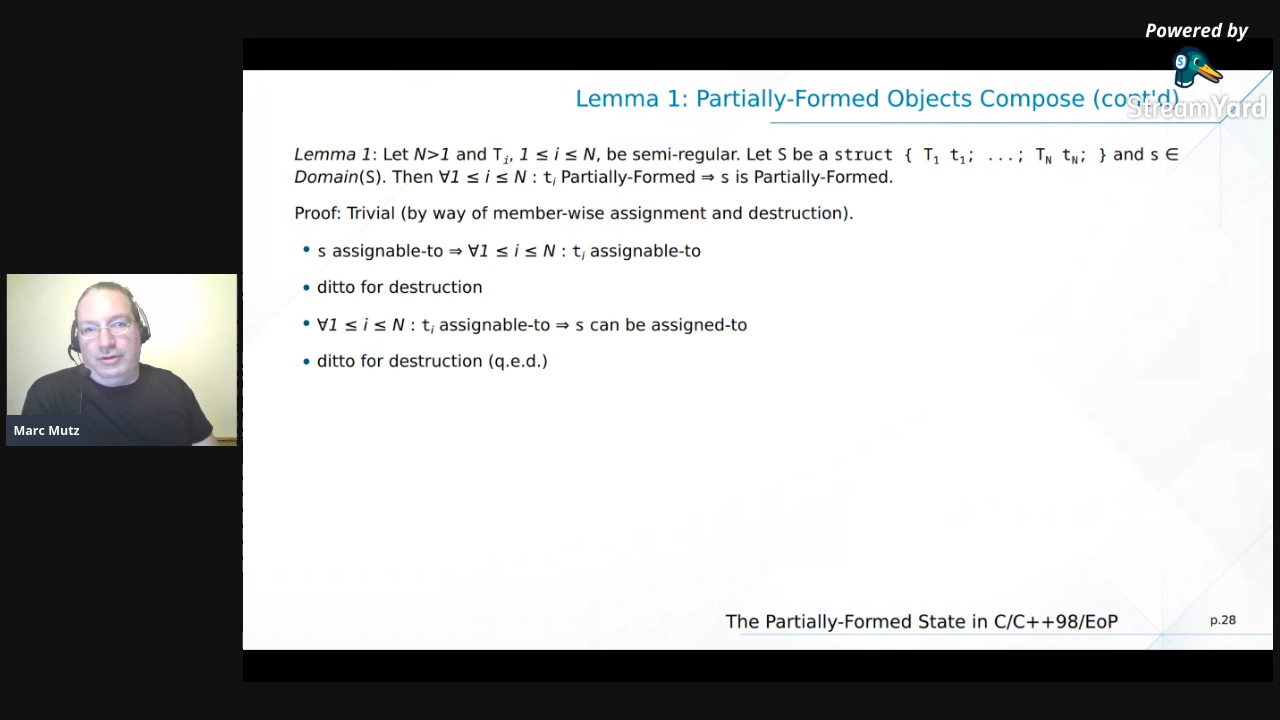 Powered by
StreamYard
Lemma 1: Partially-Formed Objects Compose (cont'd)
Lemma 1: Let N>1 and Tᵢ, 1 ≤ i ≤ N, be semi-regular. Let S be a struct { T₁ t₁; ...; T_N t_N; } and s ∈
Domain(S). Then ∀1 ≤ i ≤ N : tᵢ Partially-Formed ⇒ s is Partially-Formed.
Proof: Trivial (by way of member-wise assignment and destruction).
• s assignable-to ⇒ ∀1 ≤ i ≤ N : tᵢ assignable-to
• ditto for destruction
• ∀1 ≤ i ≤ N : tᵢ assignable-to ⇒ s can be assigned-to
• ditto for destruction (q.e.d.)
Marc Mutz
The Partially-Formed State in C/C++98/EoP
p.28